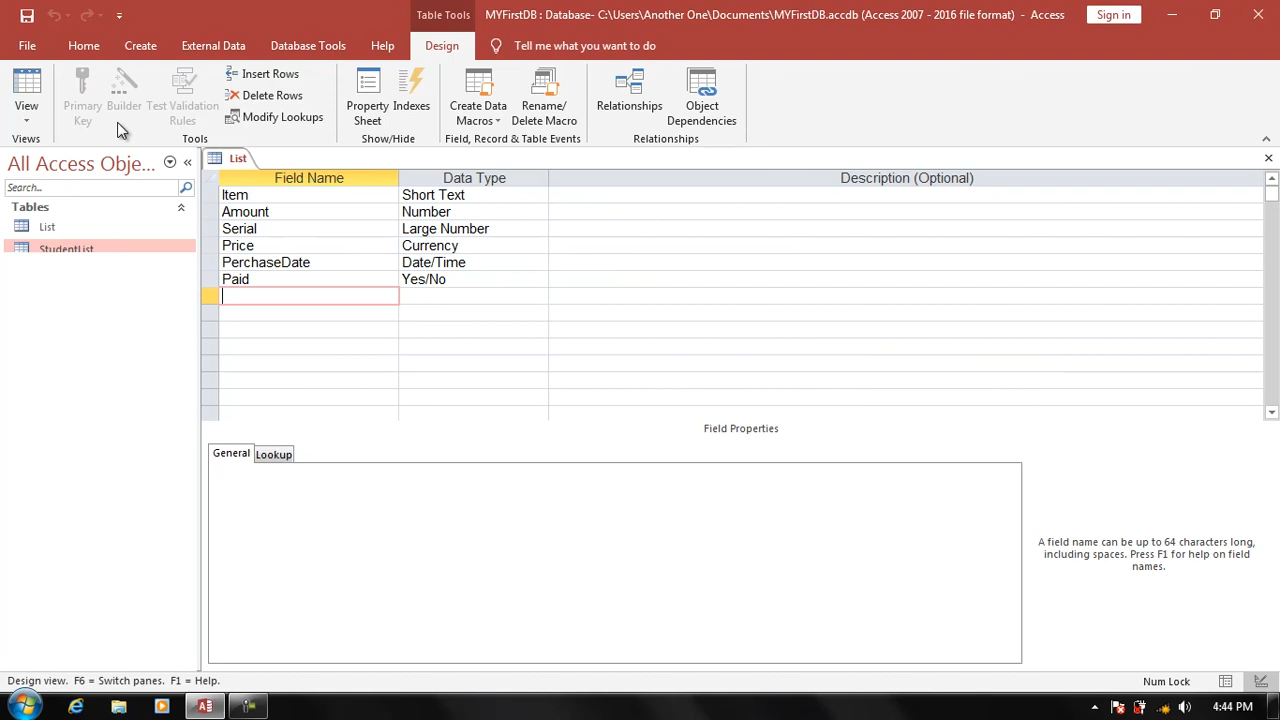 Table Tools
MYFirstDB : Database- C:\Users\Another One\Documents\MYFirstDB.accdb (Access 2007 - 2016 file format) - Access
Sign in
File Home Create External Data Database Tools Help Design Tell me what you want to do
View
Views
Primary Key
Builder
Test Validation Rules
Insert Rows
Delete Rows
Modify Lookups
Tools
Property Sheet
Indexes
Show/Hide
Create Data Macros
Rename/ Delete Macro
Field, Record & Table Events
Relationships
Object Dependencies
Relationships
All Access Obje...
Search...
Tables
List
StudentList
List
Field Name Data Type Description (Optional)
Item Short Text
Amount Number
Serial Large Number
Price Currency
PerchaseDate Date/Time
Paid Yes/No
Field Properties
General Lookup
A field name can be up to 64 characters long,
including spaces. Press F1 for help on field
names.
Design view. F6 = Switch panes. F1 = Help.
Num Lock
4:44 PM